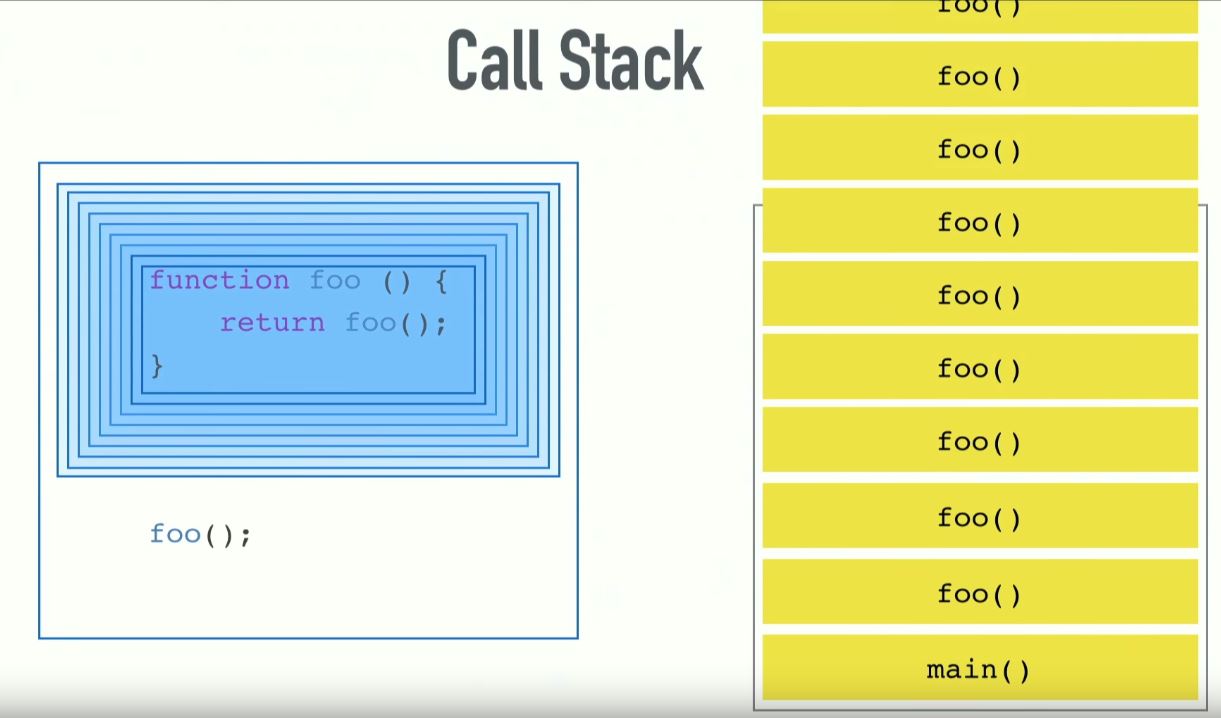 Call Stack
function foo () {
return foo();
}
foo();
foo()
foo()
foo()
foo()
foo()
foo()
foo()
foo()
foo()
main()